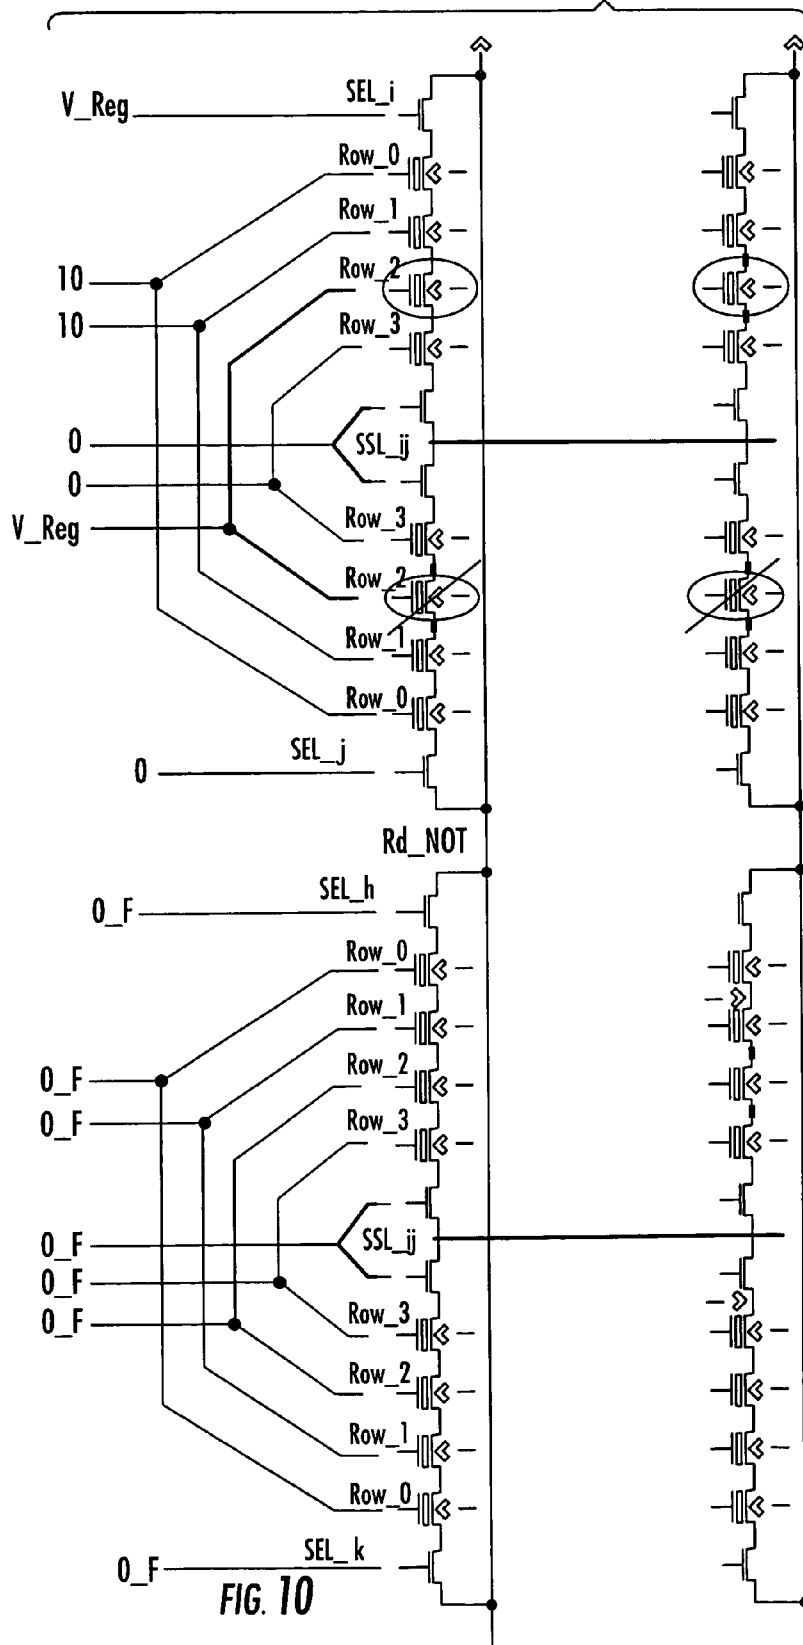 V_Reg SEL_i
Row_0
Row_1
10 Row_2
10 Row_3
0 SSL_ij
0
V_Reg Row_3
Row_2
Row_1
Row_0
0 SEL_j
Rd_NOT
0_F SEL_h
Row_0
Row_1
0_F Row_2
0_F Row_3
0_F SSL_ij
0_F
0_F Row_3
Row_2
Row_1
Row_0
0_F SEL_k
FIG. 10